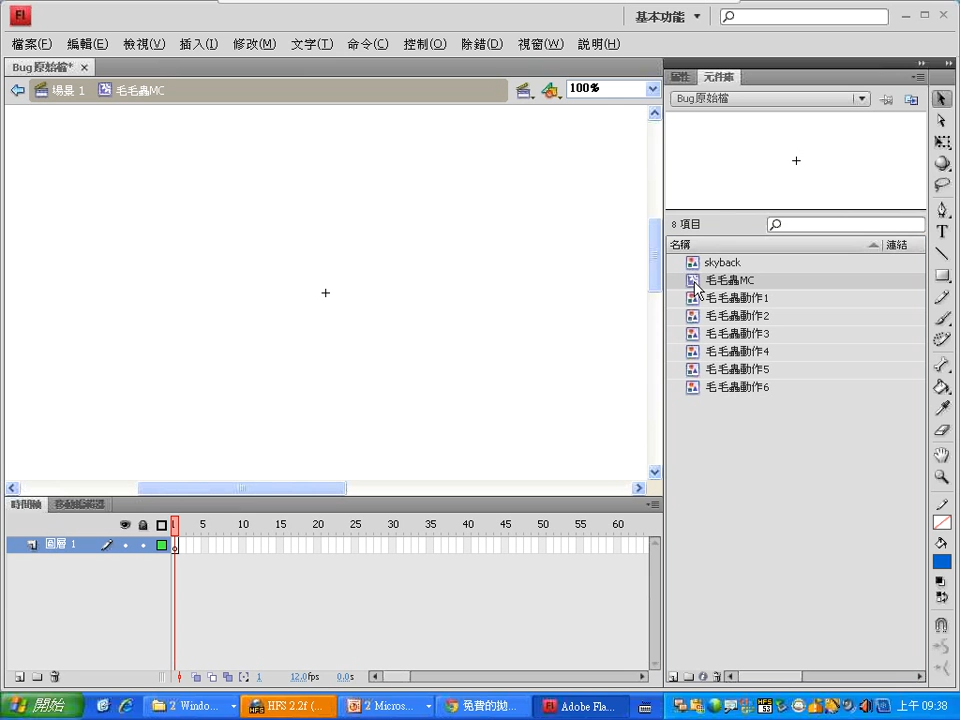 Fl
基本功能
檔案(F) 編輯(E) 檢視(V) 插入(I) 修改(M) 文字(T) 命令(C) 控制(O) 除錯(D) 視窗(W) 說明(H)
Bug原始檔*
場景 1 毛毛蟲MC
100%
屬性 元件庫
Bug原始檔
8 項目
名稱 連結
skyback
毛毛蟲MC
毛毛蟲動作1
毛毛蟲動作2
毛毛蟲動作3
毛毛蟲動作4
毛毛蟲動作5
毛毛蟲動作6
時間軸 移動編輯器
5 10 15 20 25 30 35 40 45 50 55 60
圖層 1
1 12.0fps 0.0s
開始
2 Windo...
HFS 2.2f (...
2 Micros...
免費的拋...
Adobe Fla...
上午 09:38